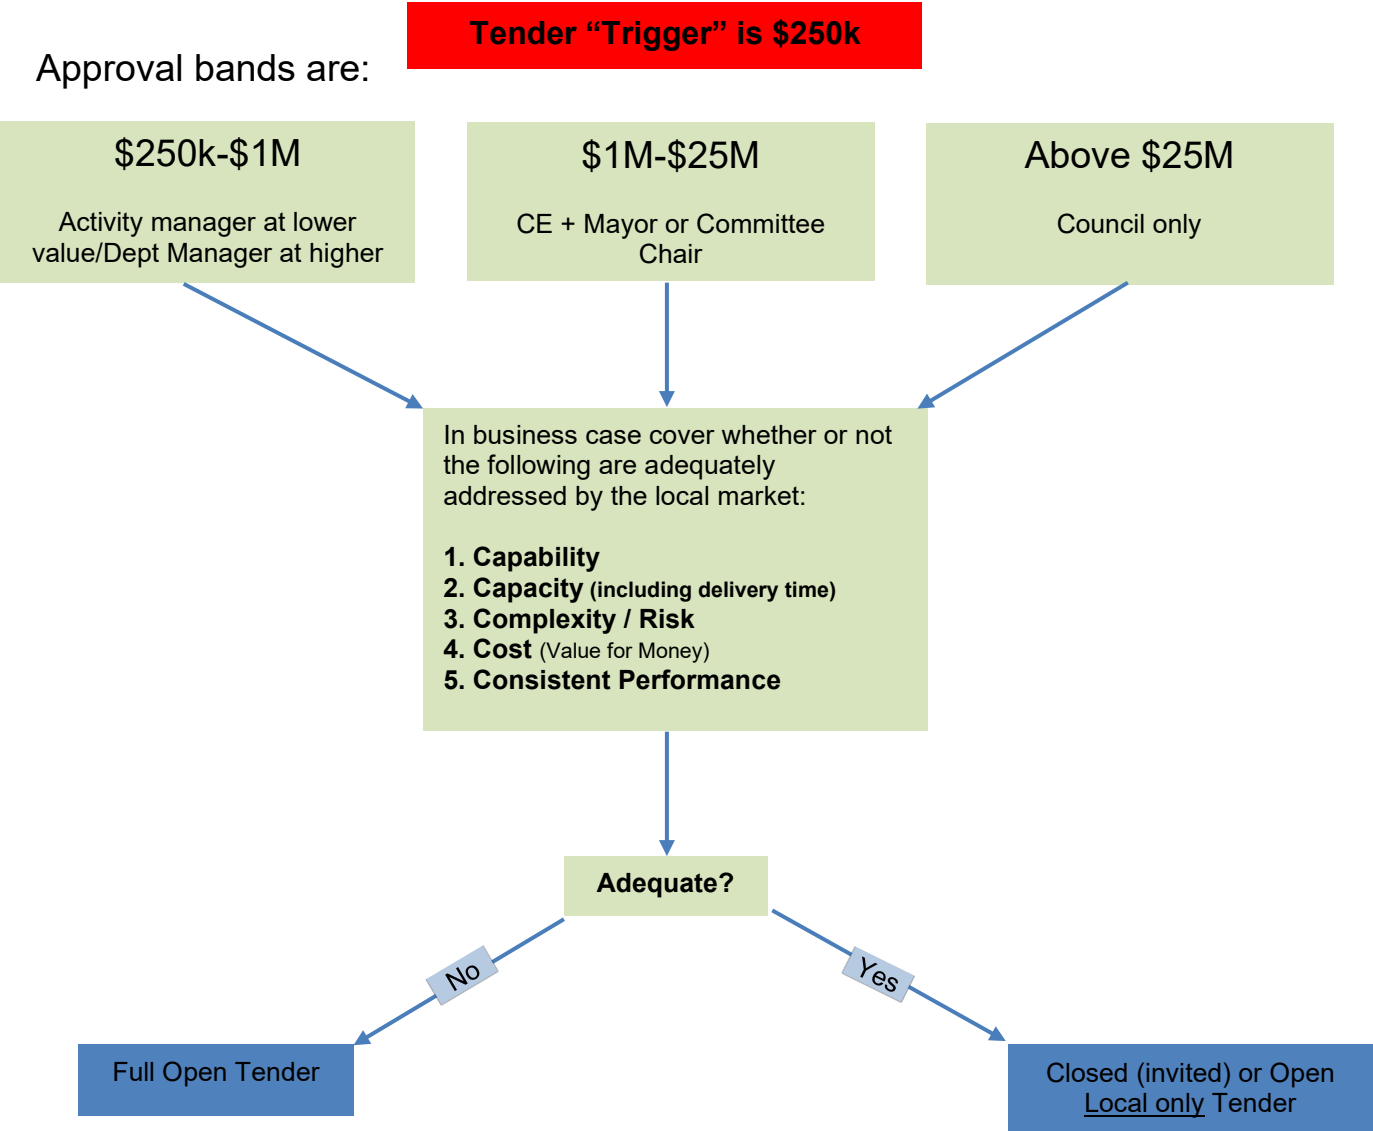 Tender “Trigger” is $250k
Approval bands are:
$250k-$1M
Activity manager at lower
value/Dept Manager at higher
$1M-$25M
CE + Mayor or Committee
Chair
Above $25M
Council only
In business case cover whether or not
the following are adequately
addressed by the local market:
1. Capability
2. Capacity (including delivery time)
3. Complexity / Risk
4. Cost (Value for Money)
5. Consistent Performance
Adequate?
No
Yes
Full Open Tender
Closed (invited) or Open
Local only Tender